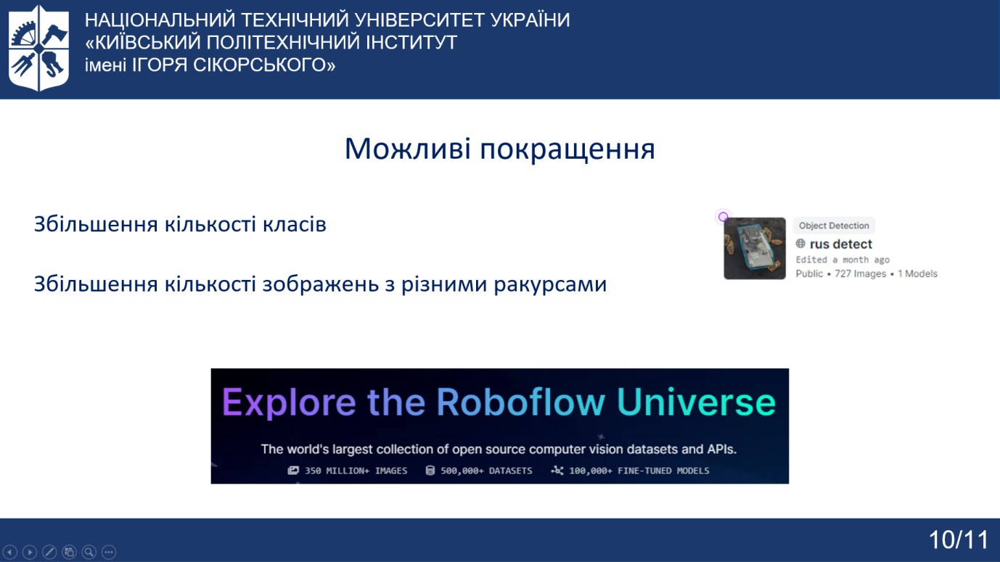 НАЦІОНАЛЬНИЙ ТЕХНІЧНИЙ УНІВЕРСИТЕТ УКРАЇНИ
«КИЇВСЬКИЙ ПОЛІТЕХНІЧНИЙ ІНСТИТУТ
імені ІГОРЯ СІКОРСЬКОГО»
Можливі покращення
Збільшення кількості класів
Збільшення кількості зображень з різними ракурсами
Object Detection
rus detect
Edited a month ago
Public • 727 Images • 1 Models
Explore the Roboflow Universe
The world's largest collection of open source computer vision datasets and APIs.
350 MILLION+ IMAGES 500,000+ DATASETS 100,000+ FINE-TUNED MODELS
10/11